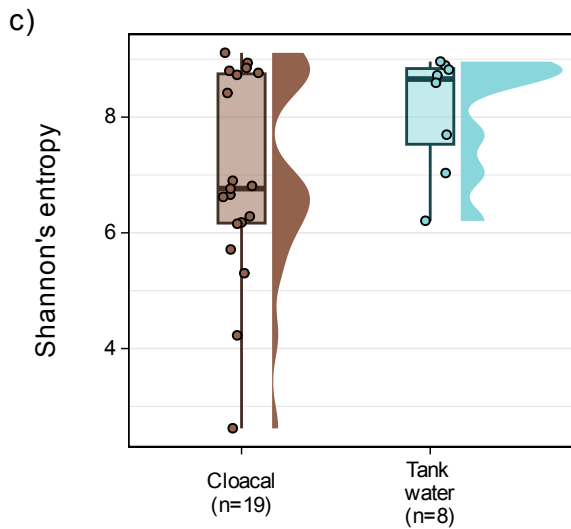 c)
Shannon's entropy
8
6
4
Cloacal
(n=19)
Tank
water
(n=8)